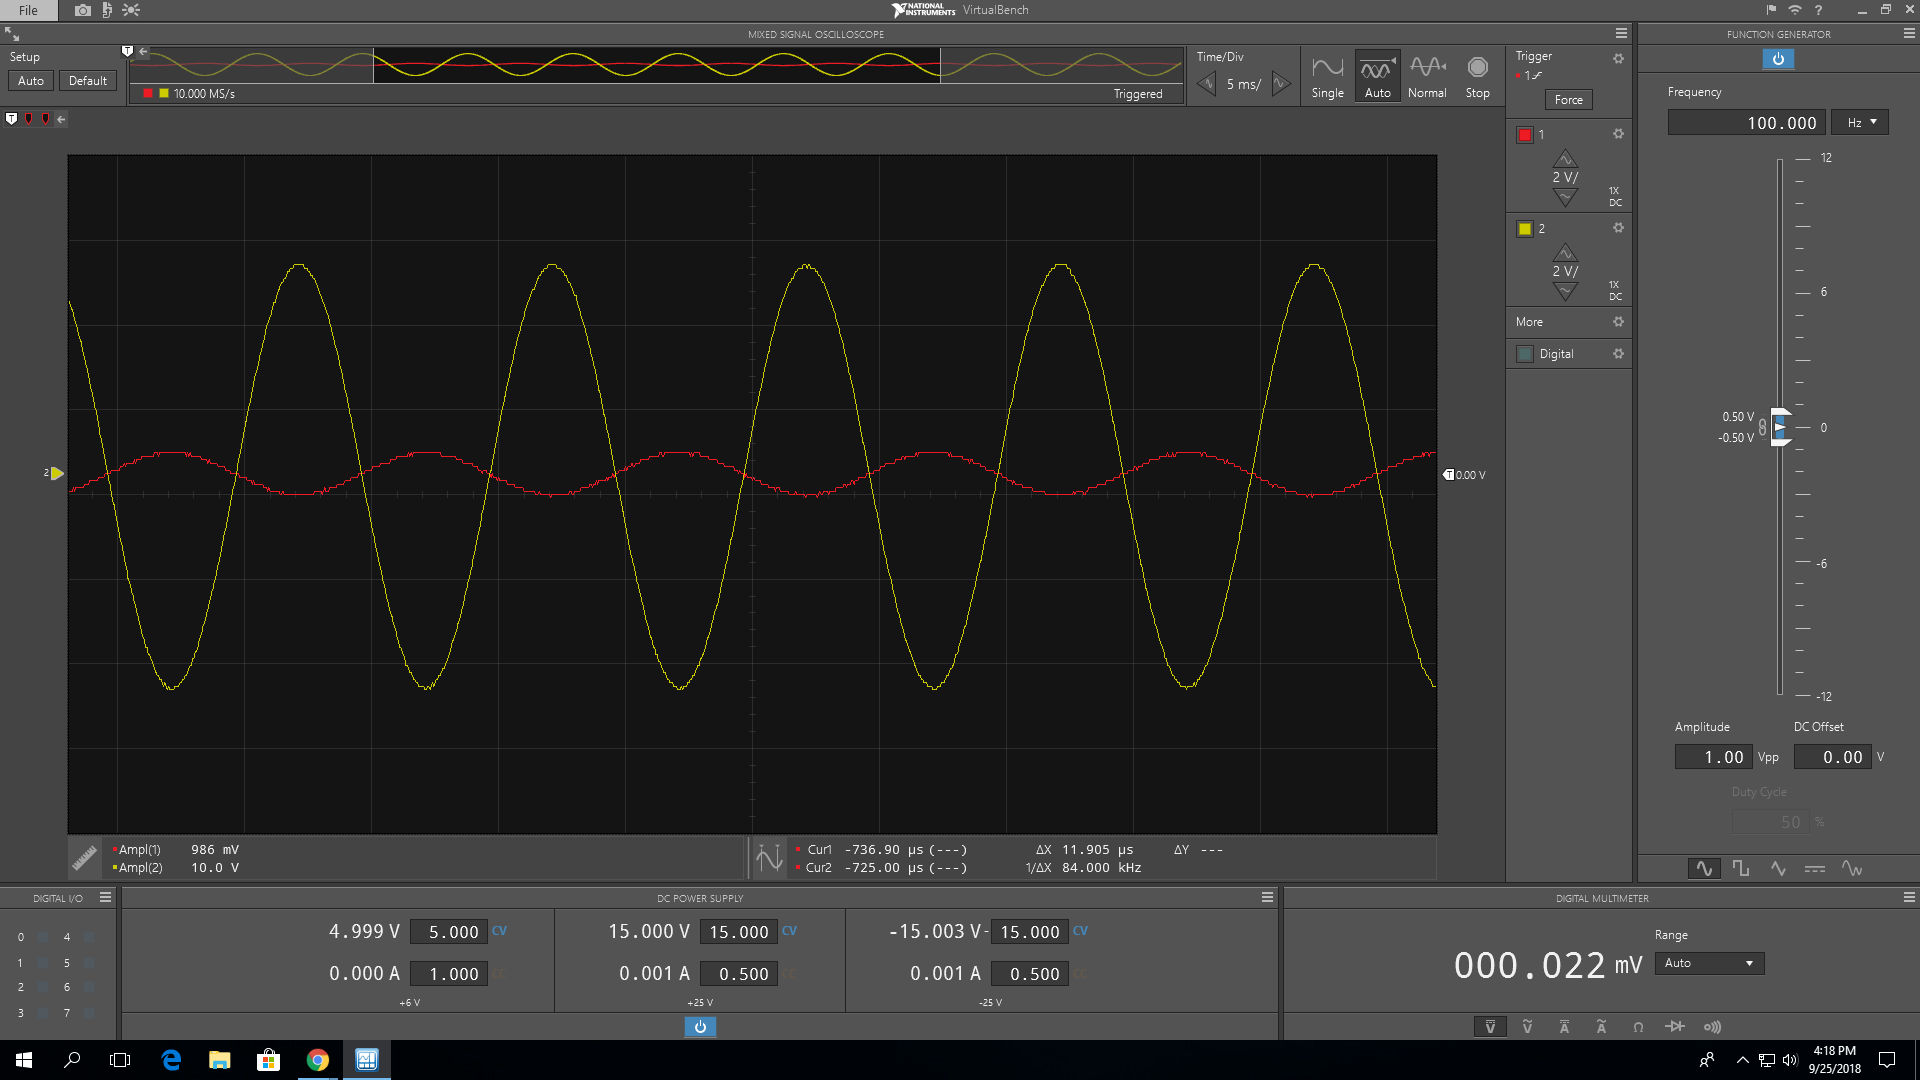 File
NATIONAL INSTRUMENTS VirtualBench
?
MIXED SIGNAL OSCILLOSCOPE
FUNCTION GENERATOR
Setup
Auto Default
T
10.000 MS/s
Triggered
Time/Div
5 ms/
Single Auto Normal Stop
Trigger
1
Force
T
1
2 V/
1X
DC
2
2 V/
1X
DC
More
Digital
2
T 0.00 V
Frequency
100.000 Hz
12
6
0.50 V
-0.50 V
0
-6
-12
Amplitude DC Offset
1.00 Vpp 0.00 V
Duty Cycle
50 %
Ampl(1) 986 mV
Ampl(2) 10.0 V
Cur1 -736.90 µs (---) ΔX 11.905 µs ΔY ---
Cur2 -725.00 µs (---) 1/ΔX 84.000 kHz
DIGITAL I/O
0 4
1 5
2 6
3 7
DC POWER SUPPLY
4.999 V 5.000 CV
0.000 A 1.000 CC
+6 V
15.000 V 15.000 CV
0.001 A 0.500 CC
+25 V
-15.003 V - 15.000 CV
0.001 A 0.500 CC
-25 V
DIGITAL MULTIMETER
000.022 mV
Range
Auto
V V A A Ω
4:18 PM
9/25/2018